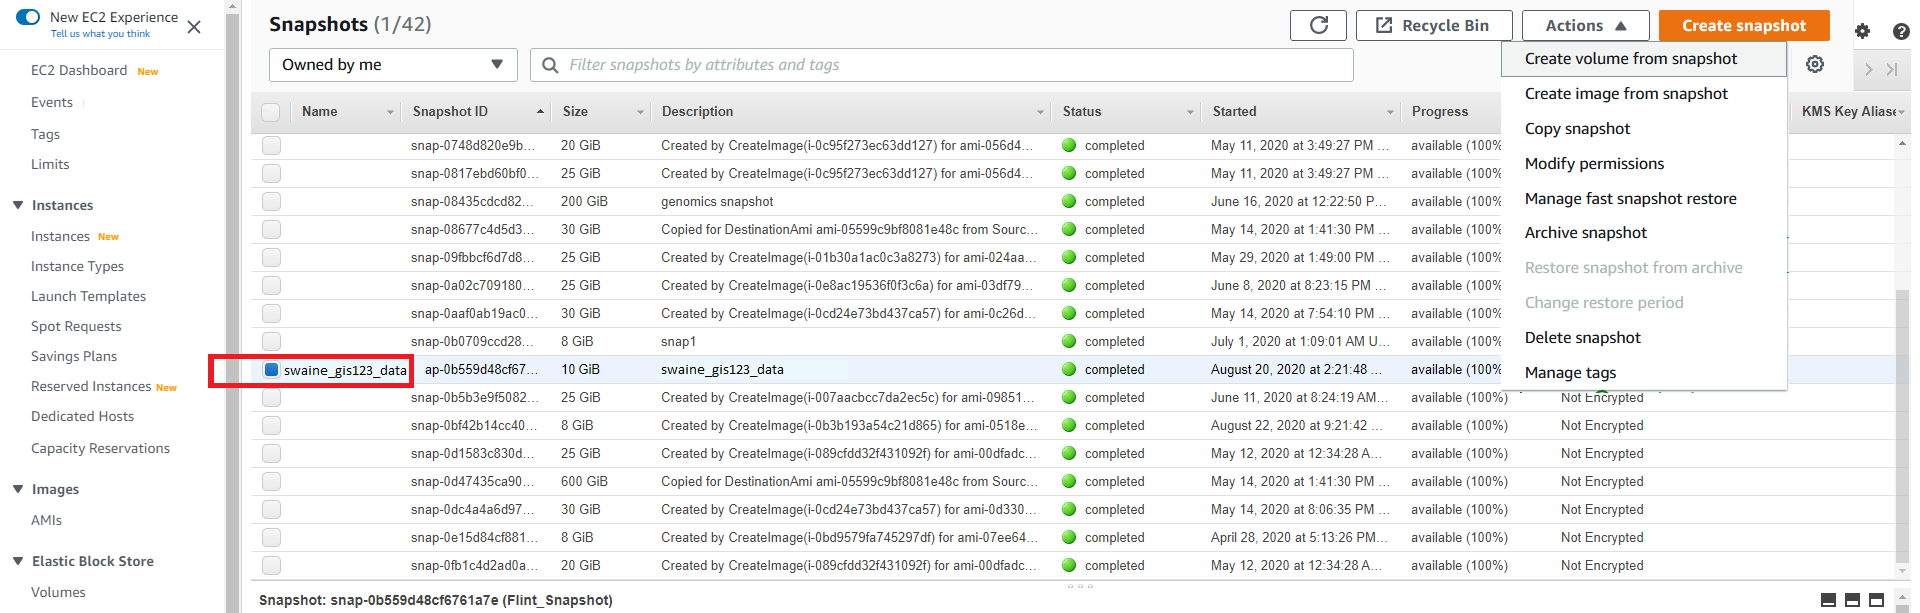 New EC2 Experience
Tell us what you think
EC2 Dashboard New
Events
Tags
Limits
Instances
Instances New
Instance Types
Launch Templates
Spot Requests
Savings Plans
Reserved Instances New
Dedicated Hosts
Capacity Reservations
Images
AMIs
Elastic Block Store
Volumes
Snapshots (1/42)
Recycle Bin
Actions
Create snapshot
Owned by me
Filter snapshots by attributes and tags
Create volume from snapshot
Create image from snapshot
Copy snapshot
Modify permissions
Manage fast snapshot restore
Archive snapshot
Restore snapshot from archive
Change restore period
Delete snapshot
Manage tags
Name Snapshot ID Size Description Status Started Progress KMS Key Aliase
snap-0748d820e9b... 20 GiB Created by CreateImage(i-0c95f273ec63dd127) for ami-056d4... completed May 11, 2020 at 3:49:27 PM ... available (100%)
snap-0817ebd60bf0... 25 GiB Created by CreateImage(i-0c95f273ec63dd127) for ami-056d4... completed May 11, 2020 at 3:49:27 PM ... available (100%)
snap-08435cdcd82... 200 GiB genomics snapshot completed June 16, 2020 at 12:22:50 P... available (100%)
snap-08677c4d5d3... 30 GiB Copied for DestinationAmi ami-05599c9bf8081e48c from Sourc... completed May 14, 2020 at 1:41:30 PM ... available (100%)
snap-09fbbcf6d7d8... 25 GiB Created by CreateImage(i-01b30a1ac0c3a8273) for ami-024aa... completed May 29, 2020 at 1:49:00 PM ... available (100%)
snap-0a02c709180... 25 GiB Created by CreateImage(i-0e8ac19536f0f3c6a) for ami-03df79... completed June 8, 2020 at 8:23:15 PM ... available (100%)
snap-0aaf0ab19ac0... 30 GiB Created by CreateImage(i-0cd24e73bd437ca57) for ami-0c26d... completed May 14, 2020 at 7:54:10 PM ... available (100%)
snap-0b0709ccd28... 8 GiB snap1 completed July 1, 2020 at 1:09:01 AM U... available (100%)
swaine_gis123_data ap-0b559d48cf67... 10 GiB swaine_gis123_data completed August 20, 2020 at 2:21:48 ... available (100%)
snap-0b5b3e9f5082... 25 GiB Created by CreateImage(i-007aacbcc7da2ec5c) for ami-09851... completed June 11, 2020 at 8:24:19 AM... available (100%) Not Encrypted
snap-0bf42b14cc40... 8 GiB Created by CreateImage(i-0b3b193a54c21d865) for ami-0518e... completed August 22, 2020 at 9:21:42 ... available (100%) Not Encrypted
snap-0d1583c830d... 25 GiB Created by CreateImage(i-089cfdd32f431092f) for ami-00dfadc... completed May 12, 2020 at 12:34:28 A... available (100%) Not Encrypted
snap-0d47435ca90... 600 GiB Copied for DestinationAmi ami-05599c9bf8081e48c from Sourc... completed May 14, 2020 at 1:41:30 PM ... available (100%) Not Encrypted
snap-0dc4a4a6d97... 30 GiB Created by CreateImage(i-0cd24e73bd437ca57) for ami-0d330... completed May 14, 2020 at 8:06:35 PM ... available (100%) Not Encrypted
snap-0e15d84cf881... 8 GiB Created by CreateImage(i-0bd9579fa745297df) for ami-07ee64... completed April 28, 2020 at 5:13:26 PM ... available (100%) Not Encrypted
snap-0fb1c4d2ad0a... 20 GiB Created by CreateImage(i-089cfdd32f431092f) for ami-00dfadc... completed May 12, 2020 at 12:34:28 A... available (100%) Not Encrypted
Snapshot: snap-0b559d48cf6761a7e (Flint_Snapshot)